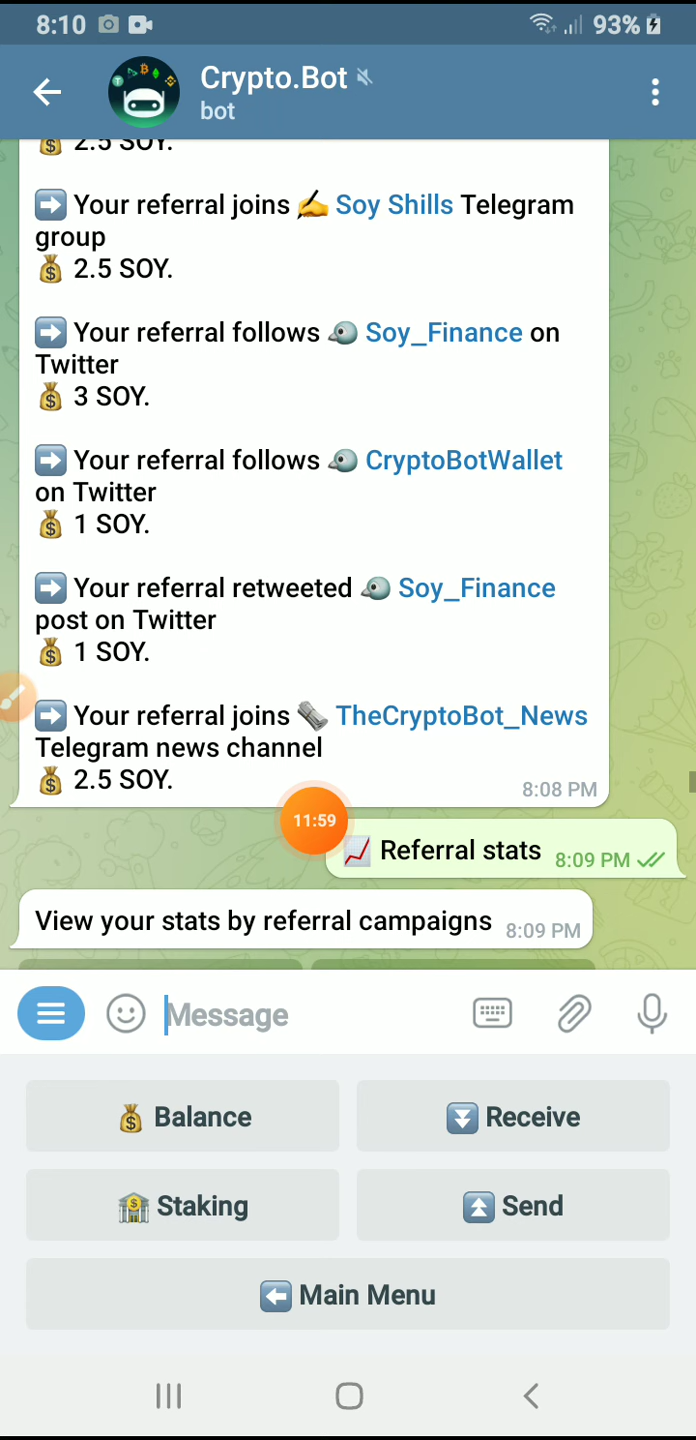 8:10
93%
Crypto.Bot
bot
2.5 SOY.
Your referral joins ✍️ Soy Shills Telegram
group
💰 2.5 SOY.
➡️ Your referral follows 🐦 Soy_Finance on
Twitter
💰 3 SOY.
➡️ Your referral follows 🐦 CryptoBotWallet
on Twitter
💰 1 SOY.
➡️ Your referral retweeted 🐦 Soy_Finance
post on Twitter
💰 1 SOY.
➡️ Your referral joins 🗞 TheCryptoBot_News
Telegram news channel
💰 2.5 SOY.
8:08 PM
11:59
📈 Referral stats 8:09 PM
View your stats by referral campaigns 8:09 PM
Message
💰 Balance
⏬ Receive
🏦 Staking
⏫ Send
⬅️ Main Menu